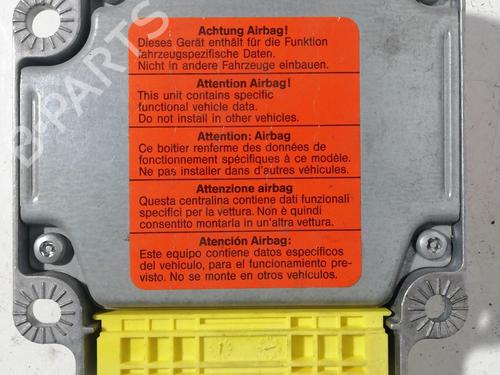 Achtung Airbag!
Dieses Gerät enthält für die Funktion
fahrzeugspezifische Daten.
Nicht in andere Fahrzeuge einbauen.
Attention Airbag!
This unit contains specific
functional vehicle data.
Do not install in other vehicles.
Attention: Airbag
Ce boitier renferme des données de
fonctionnement spécifiques à ce modèle.
Ne pas installer dans d'autres véhicules.
Attenzione airbag
Questa centralina contiene dati funzionali
specifici per la vettura. Non è quindi
consentito montarla in un'altra vettura.
Atención Airbag:
Este equipo contiene datos específicos
del vehículo, para el funcionamiento pre-
visto. No se monte en otros vehículos.
B-PARTS